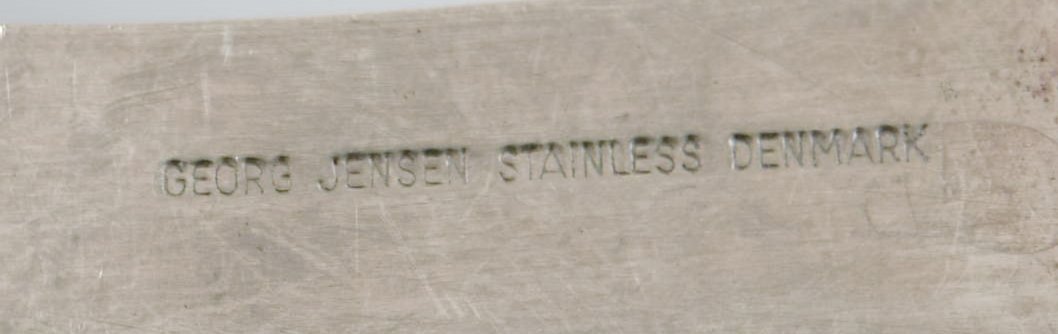 GEORG JENSEN STAINLESS DENMARK